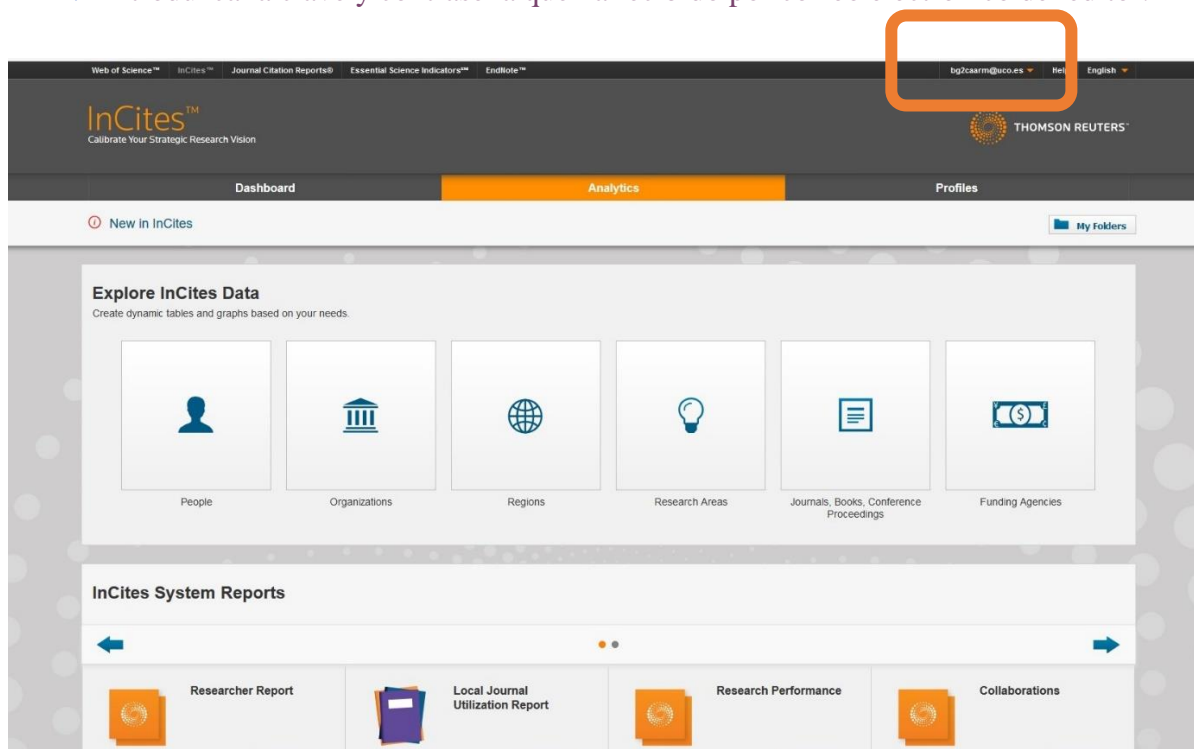 Web of Science™ InCites™ Journal Citation Reports® Essential Science Indicators℠ EndNote™ bg2caarm@uco.es Help English
InCites™
Calibrate Your Strategic Research Vision
THOMSON REUTERS™
Dashboard Analytics Profiles
New in InCites My Folders
Explore InCites Data
Create dynamic tables and graphs based on your needs.
People Organizations Regions Research Areas Journals, Books, Conference Proceedings Funding Agencies
InCites System Reports
Researcher Report Local Journal Utilization Report Research Performance Collaborations